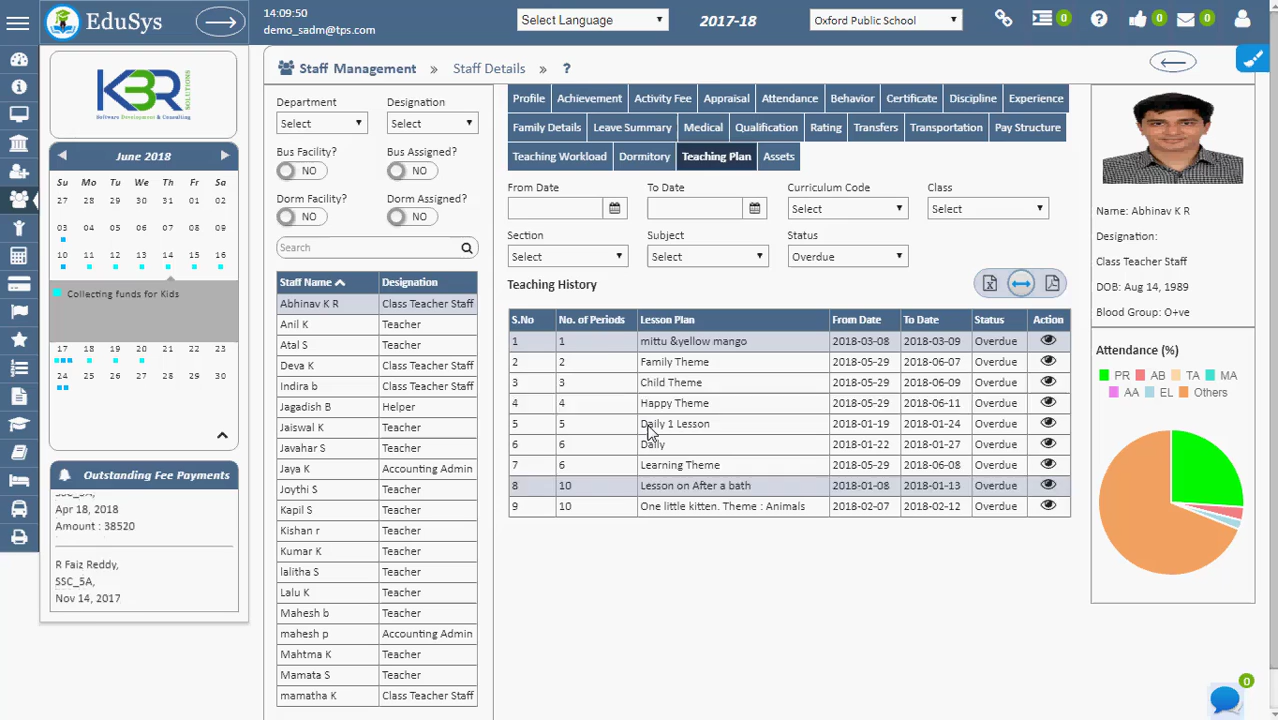 EduSys
14:09:50
demo_sadm@tps.com
Select Language
2017-18
Oxford Public School
0
?
0
0
K3R
SOLUTIONS
Software Development & Consulting
June 2018
Su Mo Tu We Th Fr Sa
27 28 29 30 31 01 02
03 04 05 06 07 08 09
10 11 12 13 14 15 16
Collecting funds for Kids
17 18 19 20 21 22 23
24 25 26 27 28 29 30
Outstanding Fee Payments
SSC_5A,
Apr 18, 2018
Amount : 38520
R Faiz Reddy,
SSC_5A,
Nov 14, 2017
Staff Management » Staff Details » ?
Department Designation
Select Select
Bus Facility? Bus Assigned?
NO NO
Dorm Facility? Dorm Assigned?
NO NO
Search
Staff Name Designation
Abhinav K R Class Teacher Staff
Anil K Teacher
Atal S Teacher
Deva K Class Teacher Staff
Indira b Class Teacher Staff
Jagadish B Helper
Jaiswal K Teacher
Javahar S Teacher
Jaya K Accounting Admin
Joythi S Teacher
Kapil S Teacher
Kishan r Teacher
Kumar K Teacher
lalitha S Teacher
Lalu K Teacher
Mahesh b Teacher
mahesh p Accounting Admin
Mahtma K Teacher
Mamata S Teacher
mamatha K Class Teacher Staff
Profile Achievement Activity Fee Appraisal Attendance Behavior Certificate Discipline Experience
Family Details Leave Summary Medical Qualification Rating Transfers Transportation Pay Structure
Teaching Workload Dormitory Teaching Plan Assets
From Date To Date Curriculum Code Class
Select Select
Section Subject Status
Select Select Overdue
Teaching History
S.No No. of Periods Lesson Plan From Date To Date Status Action
1 1 mittu &yellow mango 2018-03-08 2018-03-09 Overdue
2 2 Family Theme 2018-05-29 2018-06-07 Overdue
3 3 Child Theme 2018-05-29 2018-06-09 Overdue
4 4 Happy Theme 2018-05-29 2018-06-11 Overdue
5 5 Daily 1 Lesson 2018-01-19 2018-01-24 Overdue
6 6 Daily 2018-01-22 2018-01-27 Overdue
7 6 Learning Theme 2018-05-29 2018-06-08 Overdue
8 10 Lesson on After a bath 2018-01-08 2018-01-13 Overdue
9 10 One little kitten. Theme : Animals 2018-02-07 2018-02-12 Overdue
Name: Abhinav K R
Designation:
Class Teacher Staff
DOB: Aug 14, 1989
Blood Group: O+ve
Attendance (%)
PR AB TA MA
AA EL Others
0